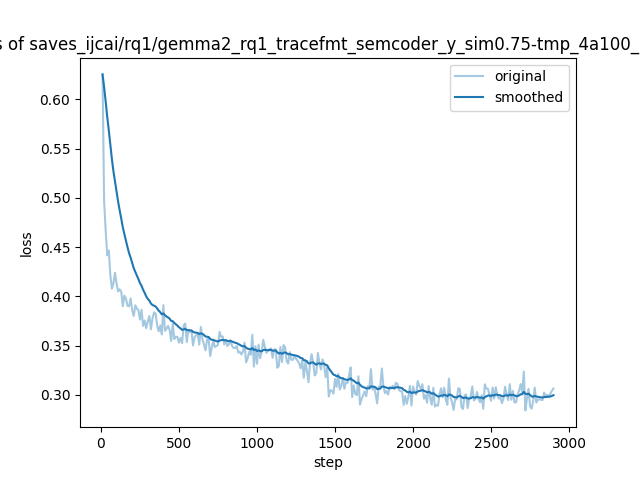 s of saves_ijcai/rq1/gemma2_rq1_tracefmt_semcoder_y_sim0.75-tmp_4a100_
original
smoothed
0.60
0.55
0.50
0.45
0.40
0.35
0.30
loss
0 500 1000 1500 2000 2500 3000
step